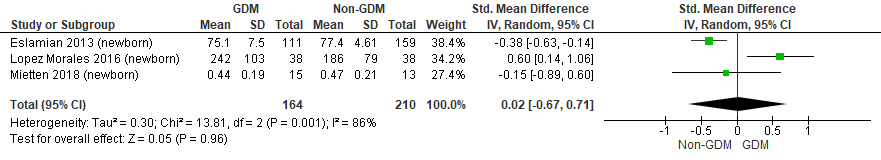 GDM Non-GDM Std. Mean Difference Std. Mean Difference
Study or Subgroup Mean SD Total Mean SD Total Weight IV, Random, 95% CI IV, Random, 95% CI
Eslamian 2013 (newborn) 75.1 7.5 111 77.4 4.61 159 38.4% -0.38 [-0.63, -0.14]
Lopez Morales 2016 (newborn) 242 103 38 186 79 38 34.2% 0.60 [0.14, 1.06]
Mietten 2018 (newborn) 0.44 0.19 15 0.47 0.21 13 27.4% -0.15 [-0.89, 0.60]
Total (95% CI) 164 210 100.0% 0.02 [-0.67, 0.71]
Heterogeneity: Tau² = 0.30; Chi² = 13.81, df = 2 (P = 0.001); I² = 86%
Test for overall effect: Z = 0.05 (P = 0.96)
-1 -0.5 0 0.5 1
Non-GDM GDM